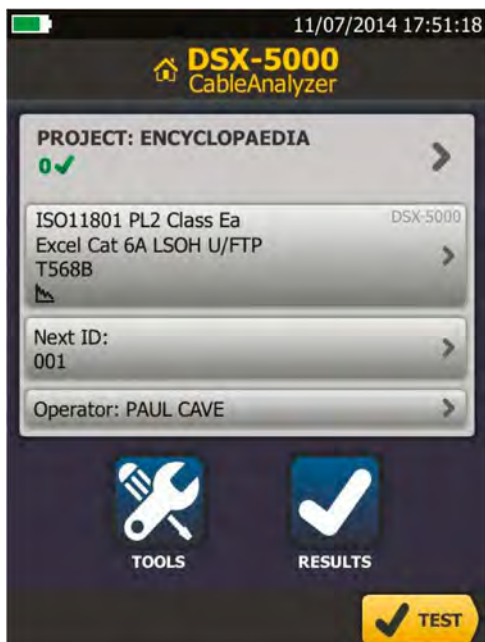 11/07/2014 17:51:18
DSX-5000
CableAnalyzer
PROJECT: ENCYCLOPAEDIA
0
ISO11801 PL2 Class Ea
DSX-5000
Excel Cat 6A LSOH U/FTP
T568B
Next ID:
001
Operator: PAUL CAVE
TOOLS
RESULTS
TEST